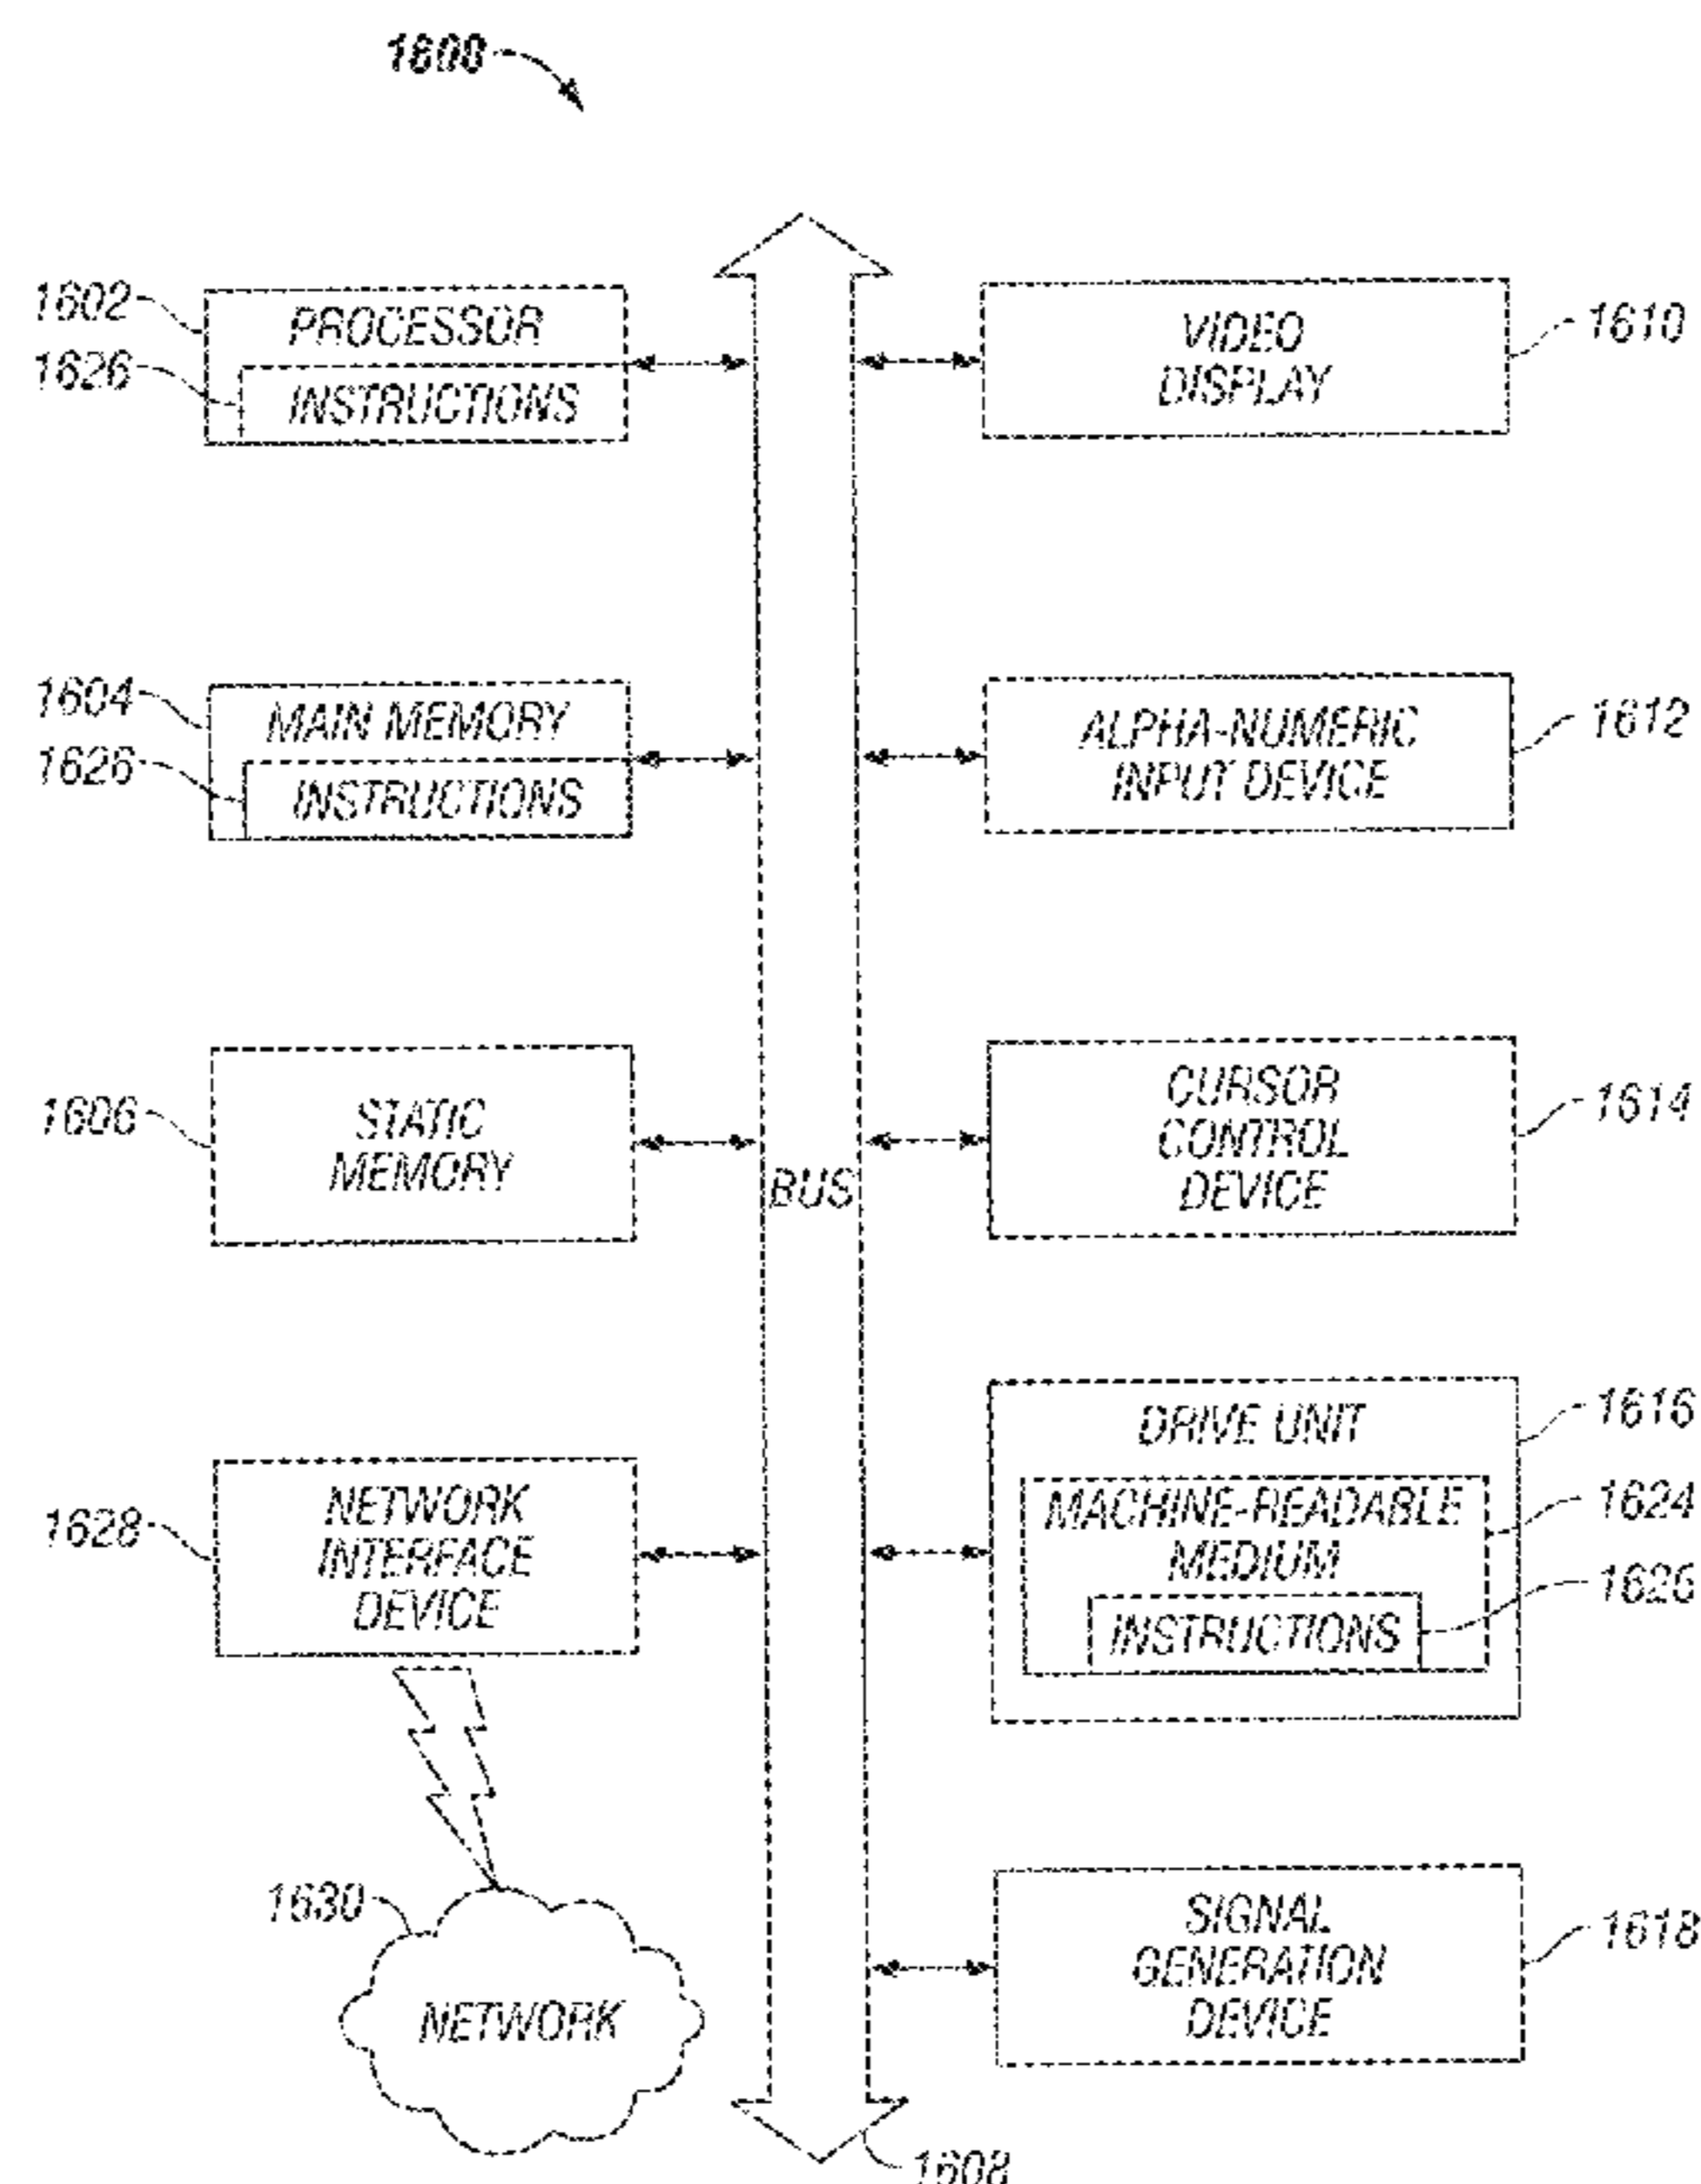 1600
1602
PROCESSOR
1626
INSTRUCTIONS
VIDEO
DISPLAY
1610
1604
MAIN MEMORY
1626
INSTRUCTIONS
ALPHA-NUMERIC
INPUT DEVICE
1612
1606
STATIC
MEMORY
BUS
CURSOR
CONTROL
DEVICE
1614
1628
NETWORK
INTERFACE
DEVICE
DRIVE UNIT
1616
MACHINE-READABLE
MEDIUM
1624
INSTRUCTIONS
1626
1630
NETWORK
SIGNAL
GENERATION
DEVICE
1618
1608